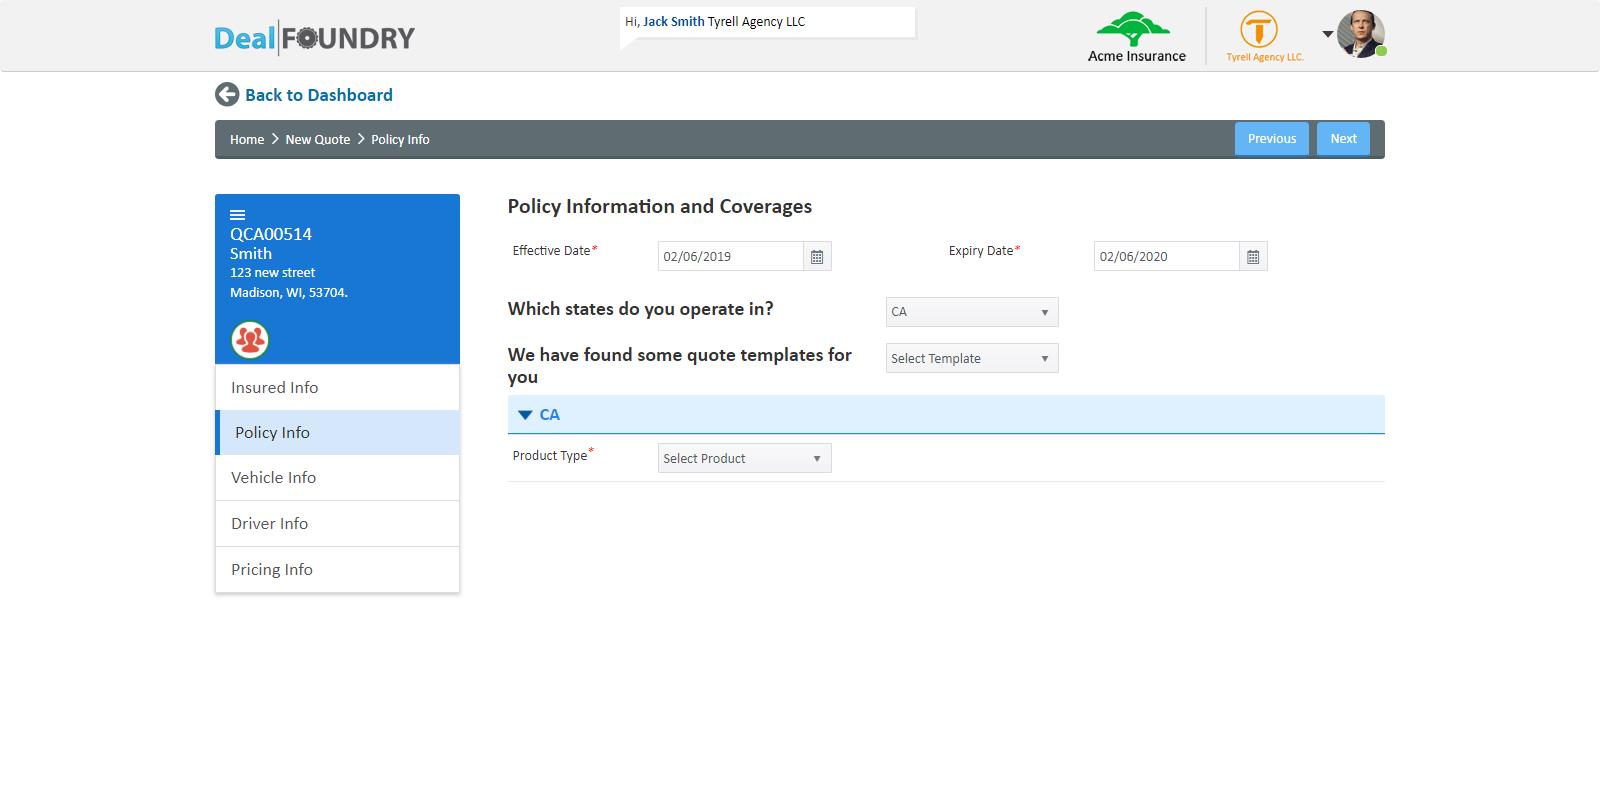 Deal FOUNDRY
Hi, Jack Smith Tyrell Agency LLC
Acme Insurance
Tyrell Agency LLC.
Back to Dashboard
Home > New Quote > Policy Info
Previous
Next
QCA00514
Smith
123 new street
Madison, WI, 53704.
Insured Info
Policy Info
Vehicle Info
Driver Info
Pricing Info
Policy Information and Coverages
Effective Date*
02/06/2019
Expiry Date*
02/06/2020
Which states do you operate in?
CA
We have found some quote templates for
you
Select Template
CA
Product Type*
Select Product